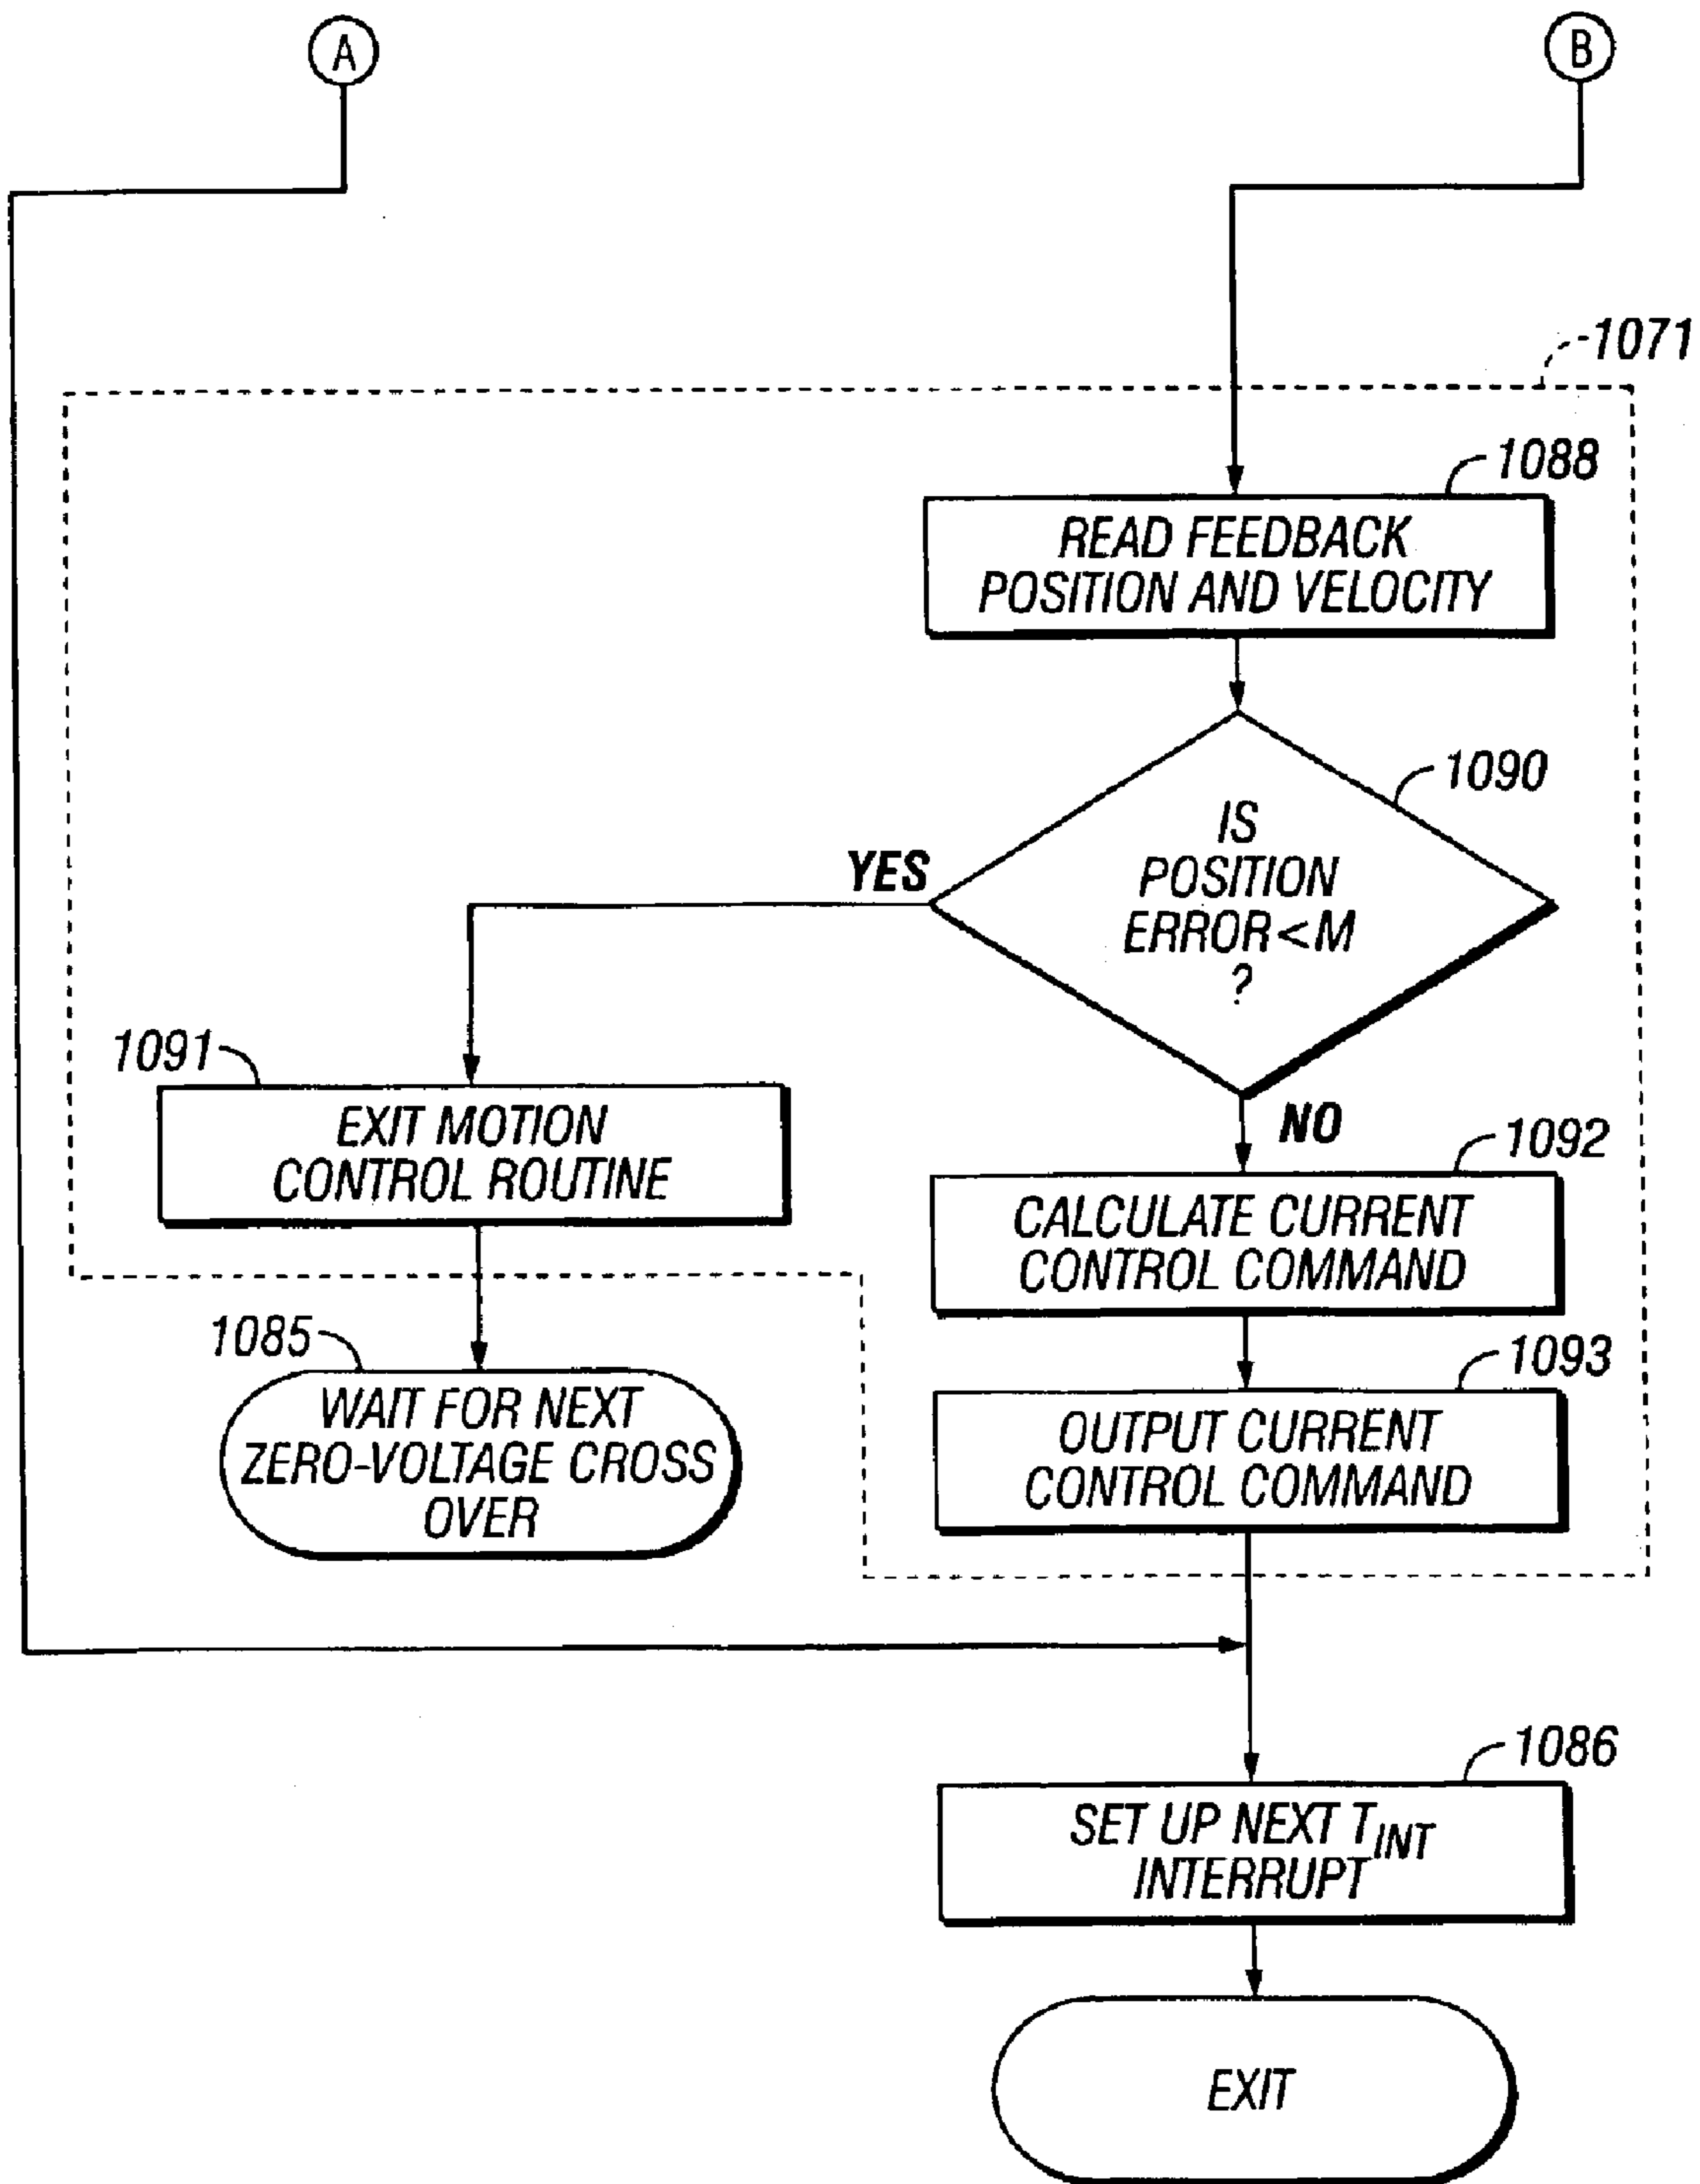 A
B
1071
1088
READ FEEDBACK
POSITION AND VELOCITY
1090
IS
POSITION
ERROR<M
?
YES
NO
1091
EXIT MOTION
CONTROL ROUTINE
1092
CALCULATE CURRENT
CONTROL COMMAND
1085
WAIT FOR NEXT
ZERO-VOLTAGE CROSS
OVER
1093
OUTPUT CURRENT
CONTROL COMMAND
1086
SET UP NEXT TINT
INTERRUPT
EXIT